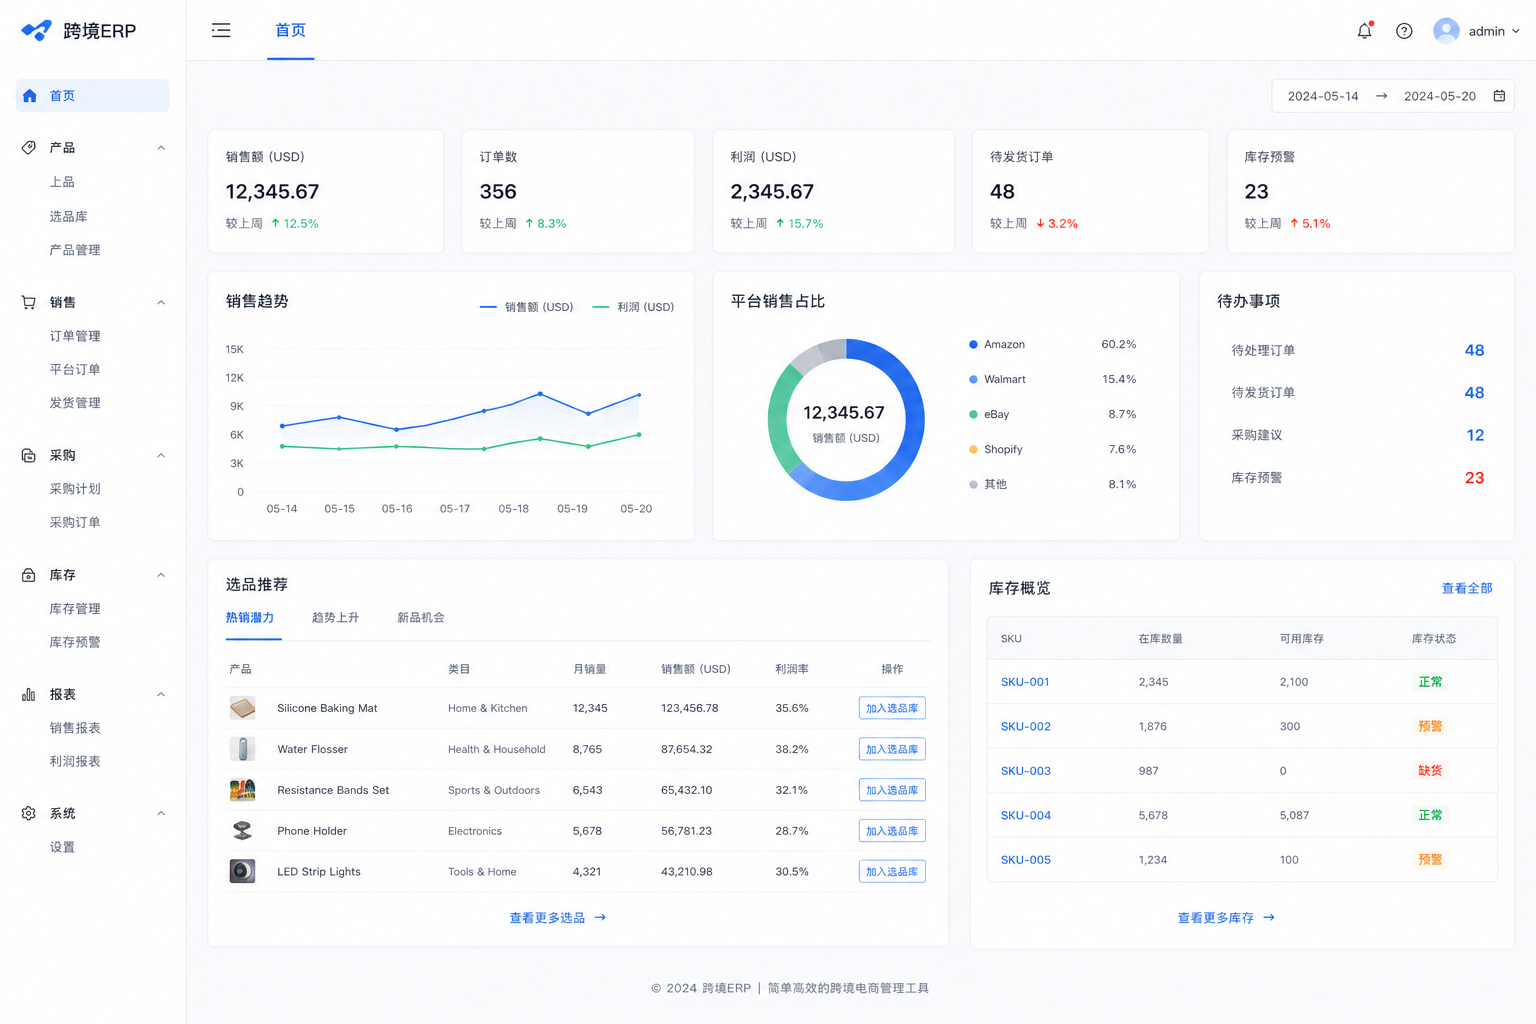 跨境ERP
首页
admin
首页
产品
上品
选品库
产品管理
销售
订单管理
平台订单
发货管理
采购
采购计划
采购订单
库存
库存管理
库存预警
报表
销售报表
利润报表
系统
设置
2024-05-14 → 2024-05-20
销售额 (USD)
12,345.67
较上周 ↑ 12.5%
订单数
356
较上周 ↑ 8.3%
利润 (USD)
2,345.67
较上周 ↑ 15.7%
待发货订单
48
较上周 ↓ 3.2%
库存预警
23
较上周 ↑ 5.1%
销售趋势
销售额 (USD) 利润 (USD)
15K
12K
9K
6K
3K
0
05-14 05-15 05-16 05-17 05-18 05-19 05-20
平台销售占比
12,345.67
销售额 (USD)
Amazon 60.2%
Walmart 15.4%
eBay 8.7%
Shopify 7.6%
其他 8.1%
待办事项
待处理订单 48
待发货订单 48
采购建议 12
库存预警 23
选品推荐
热销潜力 趋势上升 新品机会
产品 类目 月销量 销售额 (USD) 利润率 操作
Silicone Baking Mat Home & Kitchen 12,345 123,456.78 35.6% 加入选品库
Water Flosser Health & Household 8,765 87,654.32 38.2% 加入选品库
Resistance Bands Set Sports & Outdoors 6,543 65,432.10 32.1% 加入选品库
Phone Holder Electronics 5,678 56,781.23 28.7% 加入选品库
LED Strip Lights Tools & Home 4,321 43,210.98 30.5% 加入选品库
查看更多选品 →
库存概览 查看全部
SKU 在库数量 可用库存 库存状态
SKU-001 2,345 2,100 正常
SKU-002 1,876 300 预警
SKU-003 987 0 缺货
SKU-004 5,678 5,087 正常
SKU-005 1,234 100 预警
查看更多库存 →
© 2024 跨境ERP | 简单高效的跨境电商管理工具